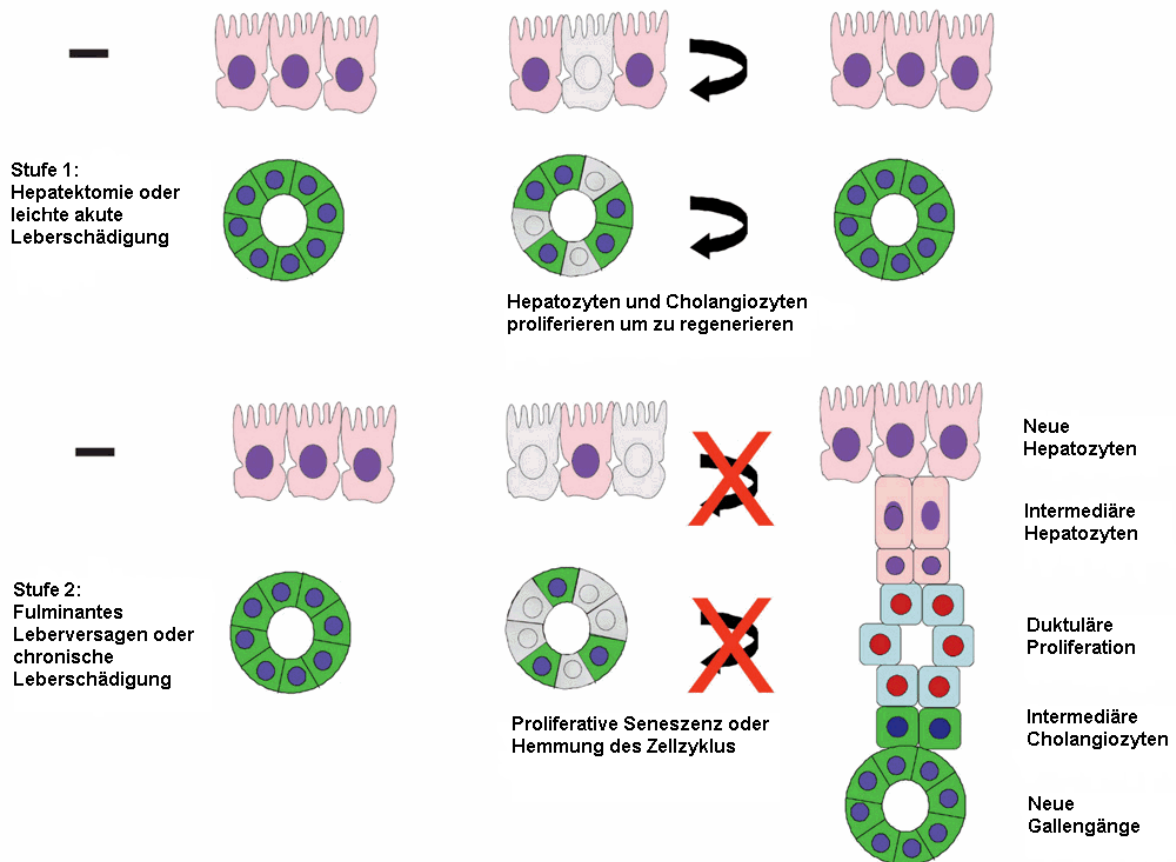 Stufe 1:
Hepatektomie oder
leichte akute
Leberschädigung
Hepatozyten und Cholangiozyten
proliferieren um zu regenerieren
Stufe 2:
Fulminantes
Leberversagen oder
chronische
Leberschädigung
Proliferative Seneszenz oder
Hemmung des Zellzyklus
Neue
Hepatozyten
Intermediäre
Hepatozyten
Duktuläre
Proliferation
Intermediäre
Cholangiozyten
Neue
Gallengänge